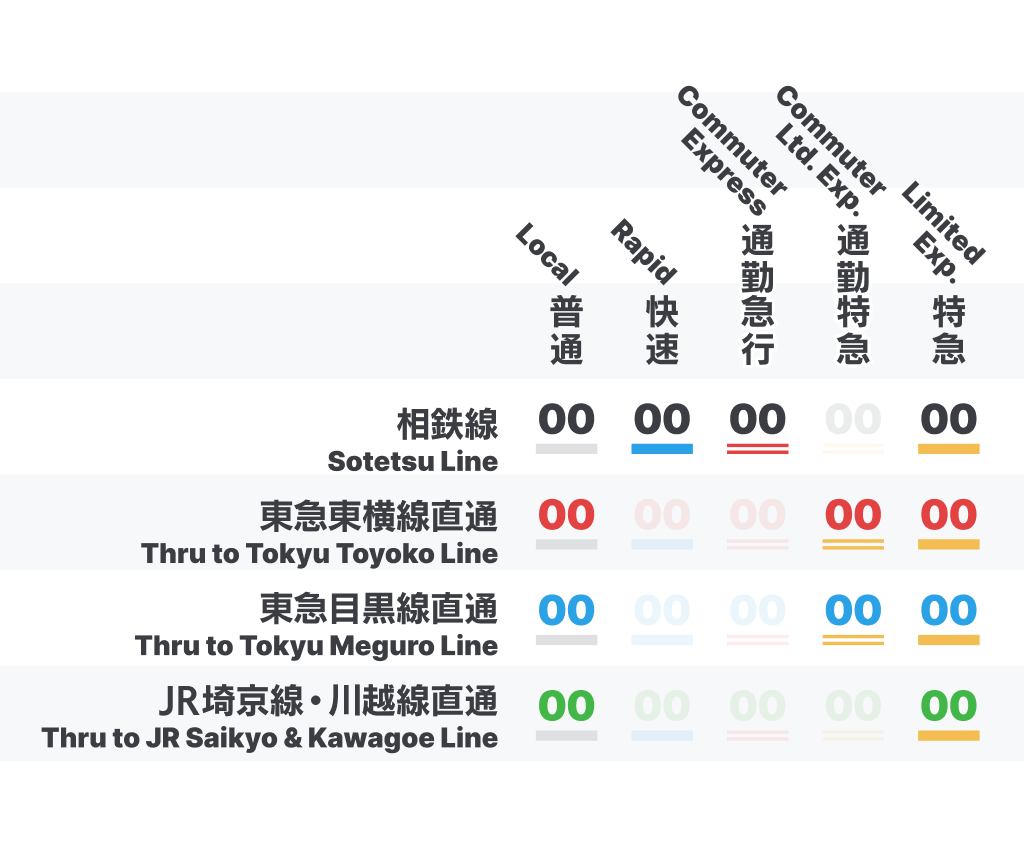 Local
普通
Rapid
快速
Commuter
Express
通勤急行
Commuter
Ltd. Exp.
通勤特急
Limited
Exp.
特急
相鉄線
Sotetsu Line
00 00 00 00 00
東急東横線直通
Thru to Tokyu Toyoko Line
00 00 00 00 00
東急目黒線直通
Thru to Tokyu Meguro Line
00 00 00 00 00
JR埼京線・川越線直通
Thru to JR Saikyo & Kawagoe Line
00 00 00 00 00